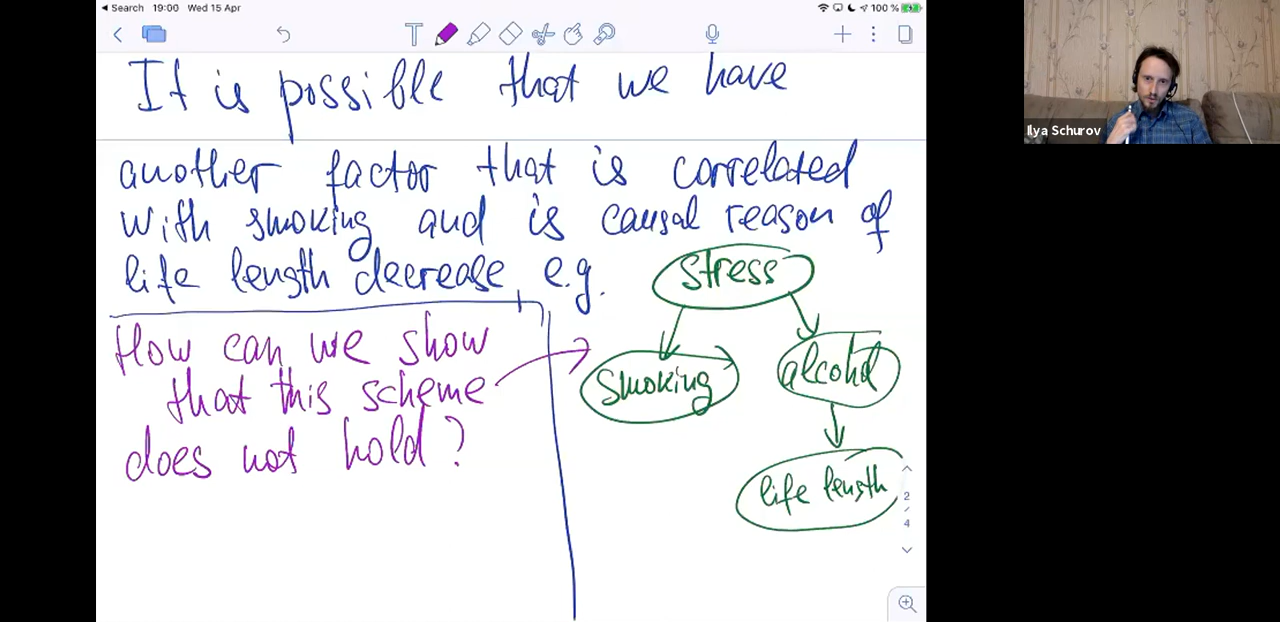 Search 19:00 Wed 15 Apr
100 %
T
It is possible that we have
another factor that is correlated
with smoking and is causal reason of
life length decrease, e.g.
stress
smoking
alcohol
life length
How can we show
that this scheme
does not hold?
2
/
4
Ilya Schurov